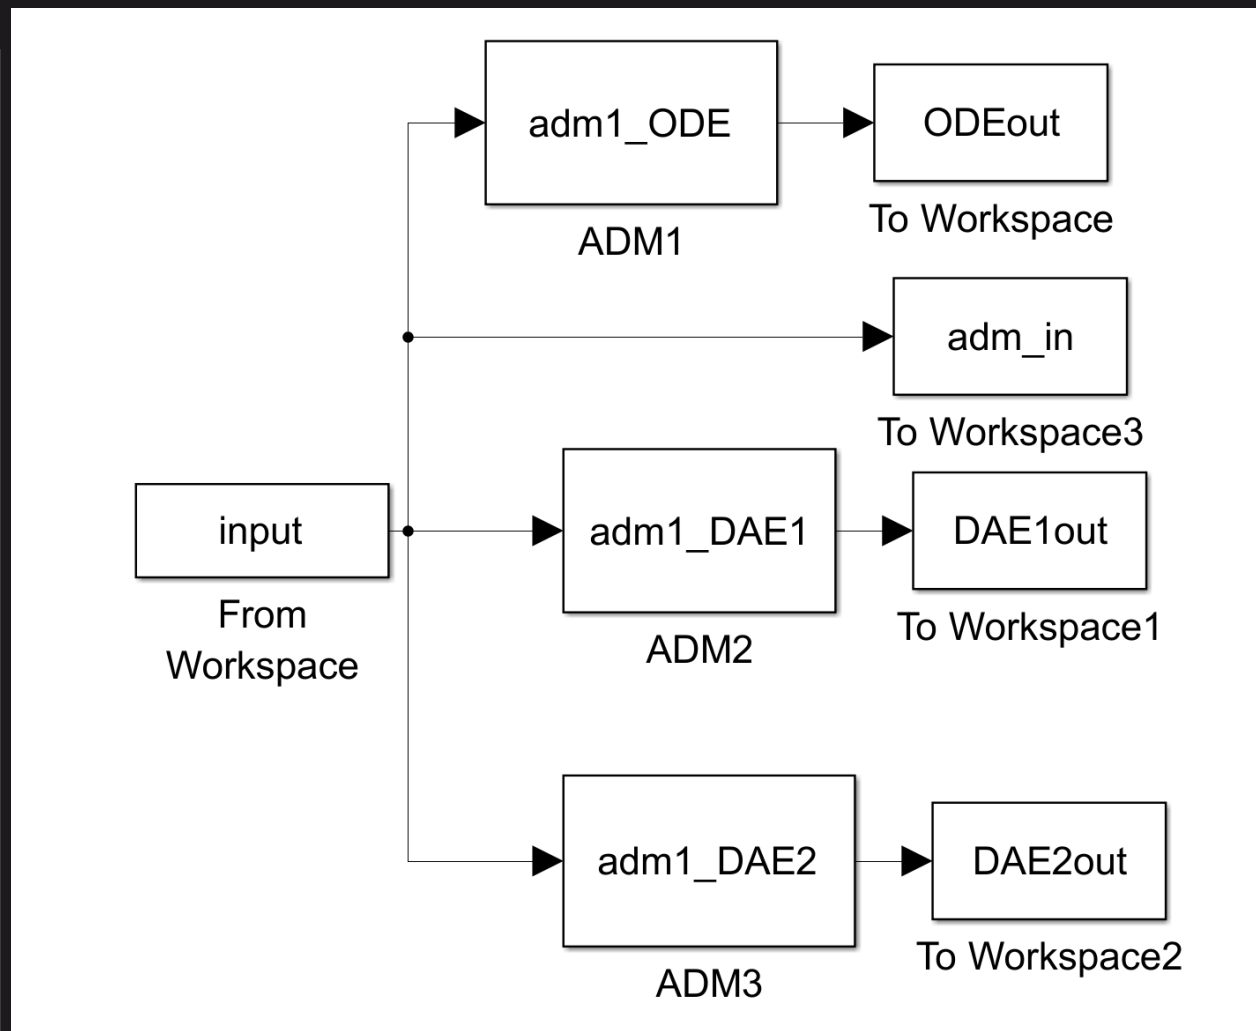 adm1_ODE
ADM1
ODEout
To Workspace
adm_in
To Workspace3
input
From
Workspace
adm1_DAE1
ADM2
DAE1out
To Workspace1
adm1_DAE2
ADM3
DAE2out
To Workspace2